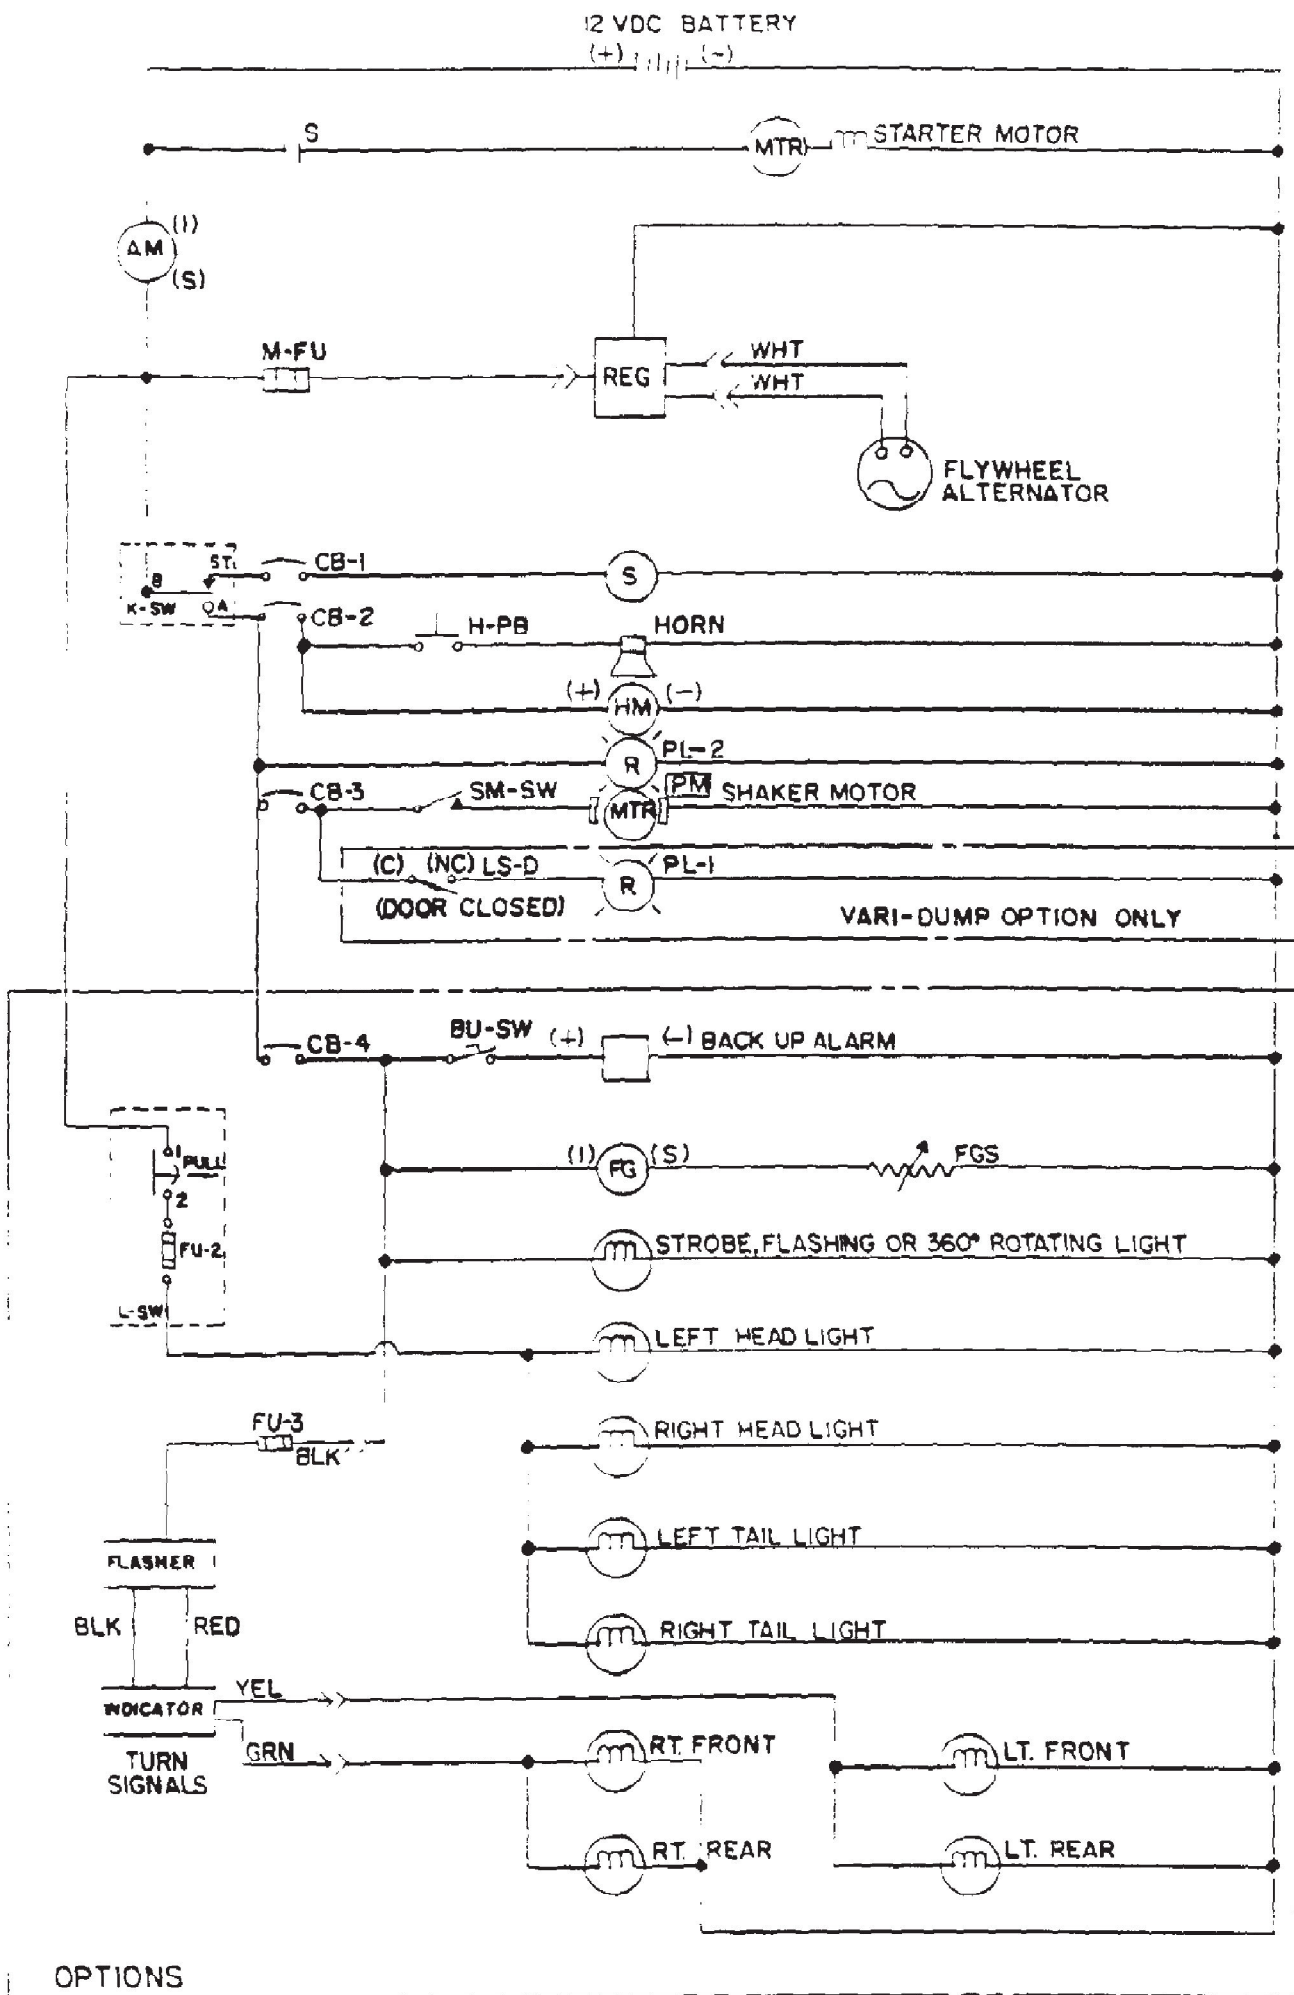 12 VDC BATTERY
(+) (-)
S
MTR STARTER MOTOR
(I)
AM
(S)
M-FU
REG
WHT
WHT
FLYWHEEL
ALTERNATOR
ST.
B
K-SW A
CB-1
S
CB-2
H-PB
HORN
(+) HM (-)
R PL-2
CB-3
SM-SW
MTR PM SHAKER MOTOR
(C) (NC) LS-D
R PL-1
(DOOR CLOSED)
VARI-DUMP OPTION ONLY
CB-4
BU-SW (+) (-) BACK UP ALARM
1
PULL
2
FU-2
L-SW
(I) FG (S)
FGS
STROBE, FLASHING OR 360° ROTATING LIGHT
LEFT HEAD LIGHT
FU-3
BLK
RIGHT HEAD LIGHT
FLASHER
LEFT TAIL LIGHT
BLK RED
RIGHT TAIL LIGHT
INDICATOR
YEL
GRN
TURN
SIGNALS
RT. FRONT
LT. FRONT
RT. REAR
LT. REAR
OPTIONS